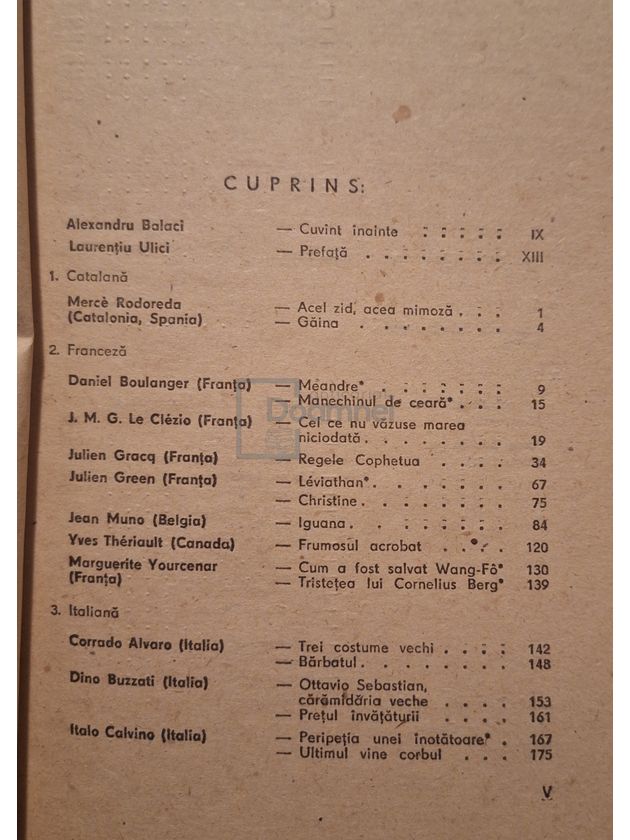 CUPRINS:
Alexandru Balaci — Cuvînt înainte : : : : : IX
Laurențiu Ulici — Prefață . . . . . . . . XIII
1. Catalană
Mercè Rodoreda — Acel zid, acea mimoză . . . 1
(Catalonia, Spania) — Găina . . . . . . . . 4
2. Franceză
Daniel Boulanger (Franța) — Meandre* . . . . . . . 9
— Manechinul de ceară* . . . 15
J. M. G. Le Clézio (Franța) — Cel ce nu văzuse marea
niciodată . . . . . . . . 19
Julien Gracq (Franța) — Regele Cophetua . . . . 34
Julien Green (Franța) — Léviathan* . . . . . . . 67
— Christine . . . . . . . . 75
Jean Muno (Belgia) — Iguana . . . . . . . . 84
Yves Thériault (Canada) — Frumosul acrobat . . . . 120
Marguerite Yourcenar — Cum a fost salvat Wang-Fô* 130
(Franța) — Tristețea lui Cornelius Berg* 139
3. Italiană
Corrado Alvaro (Italia) — Trei costume vechi . . . . 142
— Bărbatul . . . . . . . . 148
Dino Buzzati (Italia) — Ottavio Sebastian,
cărămidăria veche . . . . 153
— Prețul învățăturii . . . . 161
Italo Calvino (Italia) — Peripeția unei înotătoare* . 167
— Ultimul vine corbul . . . 175
V